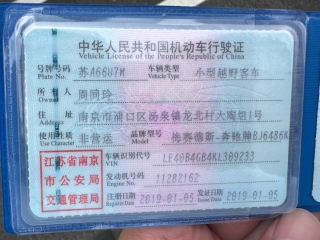 中华人民共和国机动车行驶证
Vehicle License of the People's Republic of China
号牌号码 苏A66U7M 车辆类型 小型越野客车
Plate No. Vehicle Type
所有人 周同玲
Owner
住址 南京市浦口区汤泉镇龙北村大陶组1号
Address
使用性质 非营运 品牌型号 梅赛德斯-奔驰牌BJ6486K
Use Character Model
江苏省南京市公安局交通管理局
车辆识别代号 LE40B4GB4KL309233
VIN
发动机号码 11282162
Engine No.
注册日期 2019-01-05 发证日期 2019-01-05
Register Date Issue Date